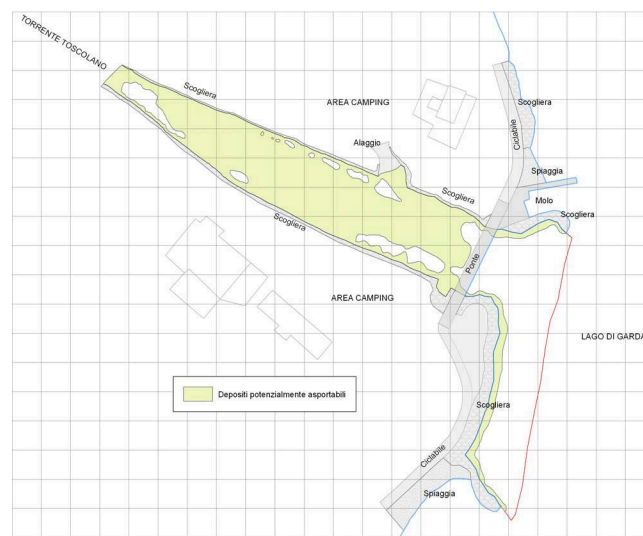 TORRENTE TOSCOLANO
Scogliera
AREA CAMPING
Scogliera
Ciclabile
Alaggio
Spiaggia
Scogliera
Molo
Scogliera
Scogliera
Ponte
AREA CAMPING
LAGO DI GARDA
Depositi potenzialmente asportabili
Scogliera
Ciclabile
Spiaggia